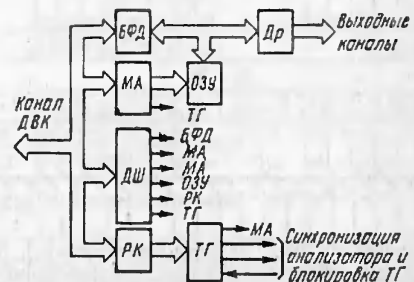 БФД
Др
Выходные
каналы
МА
ОЗУ
ТГ
Канал
ДВК
ДШ
БФД
МА
МА
ОЗУ
РК
ТГ
РК
ТГ
МА
Синхронизация
анализатора и
блокировка ТГ